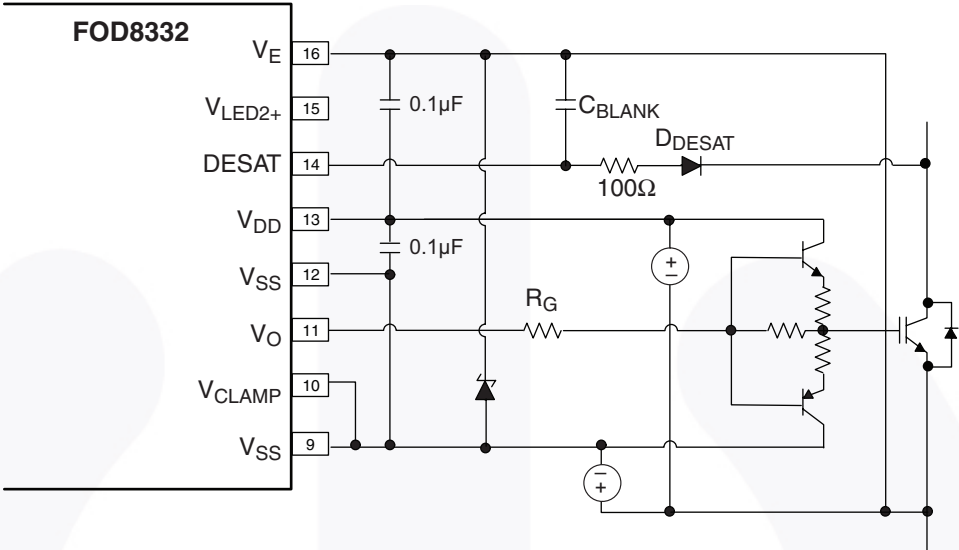 FOD8332
VE 16
VLED2+ 15
DESAT 14
VDD 13
VSS 12
VO 11
VCLAMP 10
VSS 9
0.1µF
CBLANK
DDESAT
100Ω
0.1µF
+
–
RG
–
+